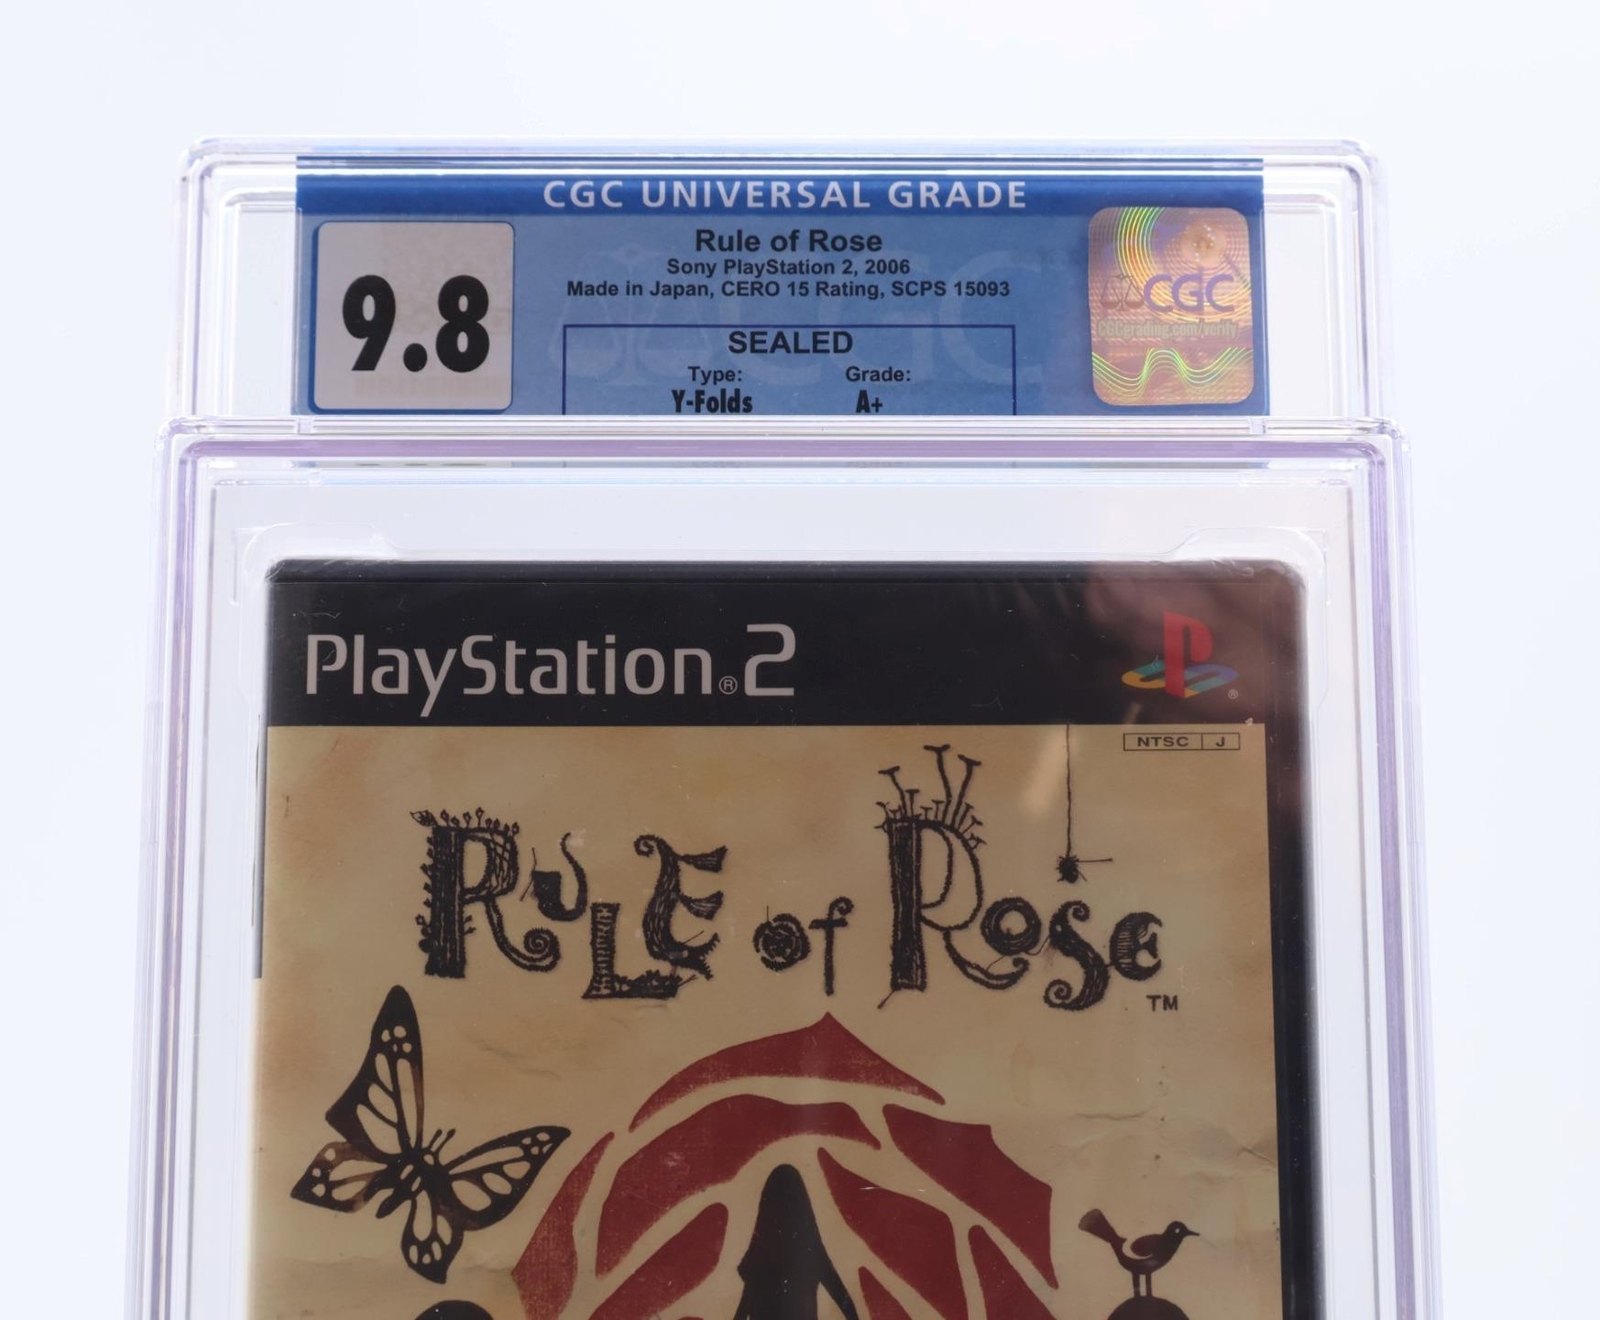 CGC UNIVERSAL GRADE
9.8
Rule of Rose
Sony PlayStation 2, 2006
Made in Japan, CERO 15 Rating, SCPS 15093
SEALED
Type: Grade:
Y-Folds A+
CGC
CGCgrading.com/verify
PlayStation®2
®
NTSC J
RULE of ROSE
TM